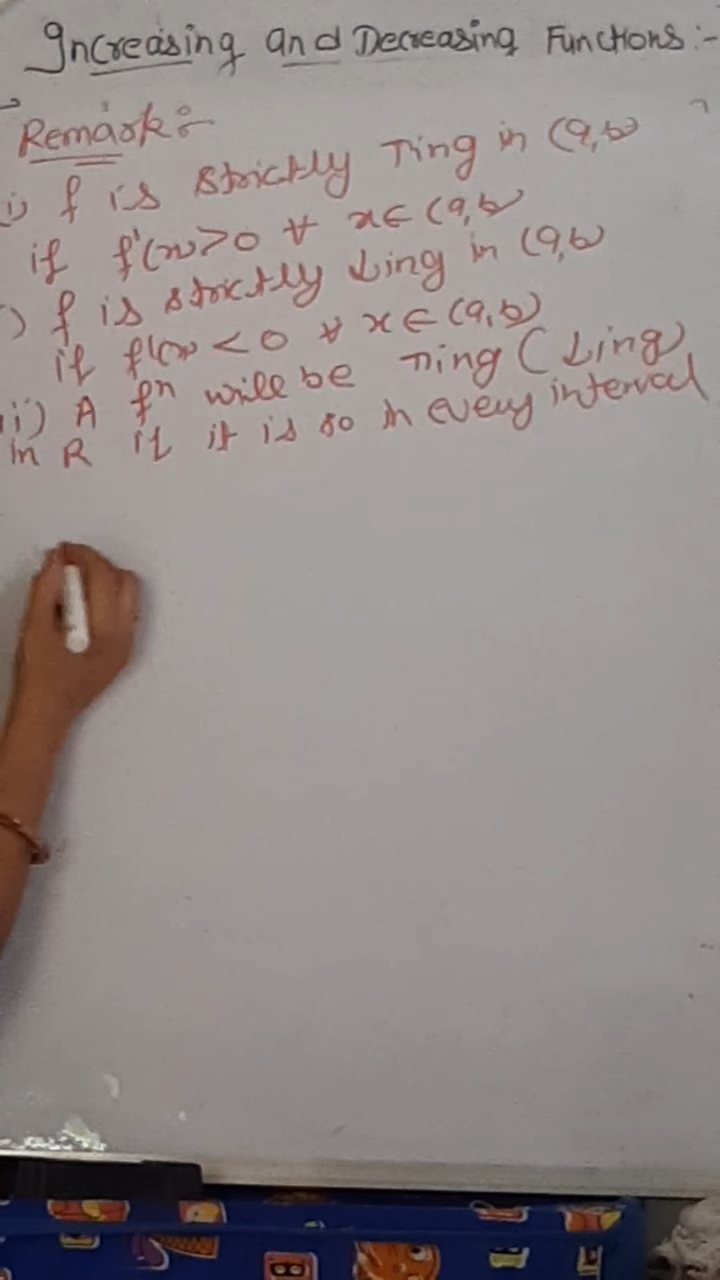 Increasing and Decreasing Functions :-
Remark :-
i) f is strictly ↑ing in (a,b)
if f'(x) > 0 ∀ x ∈ (a,b)
) f is strictly ↓ing in (a,b)
if f'(x) < 0 ∀ x ∈ (a,b)
ii) A fⁿ will be ↑ing (↓ing)
in R if it is so in every interval